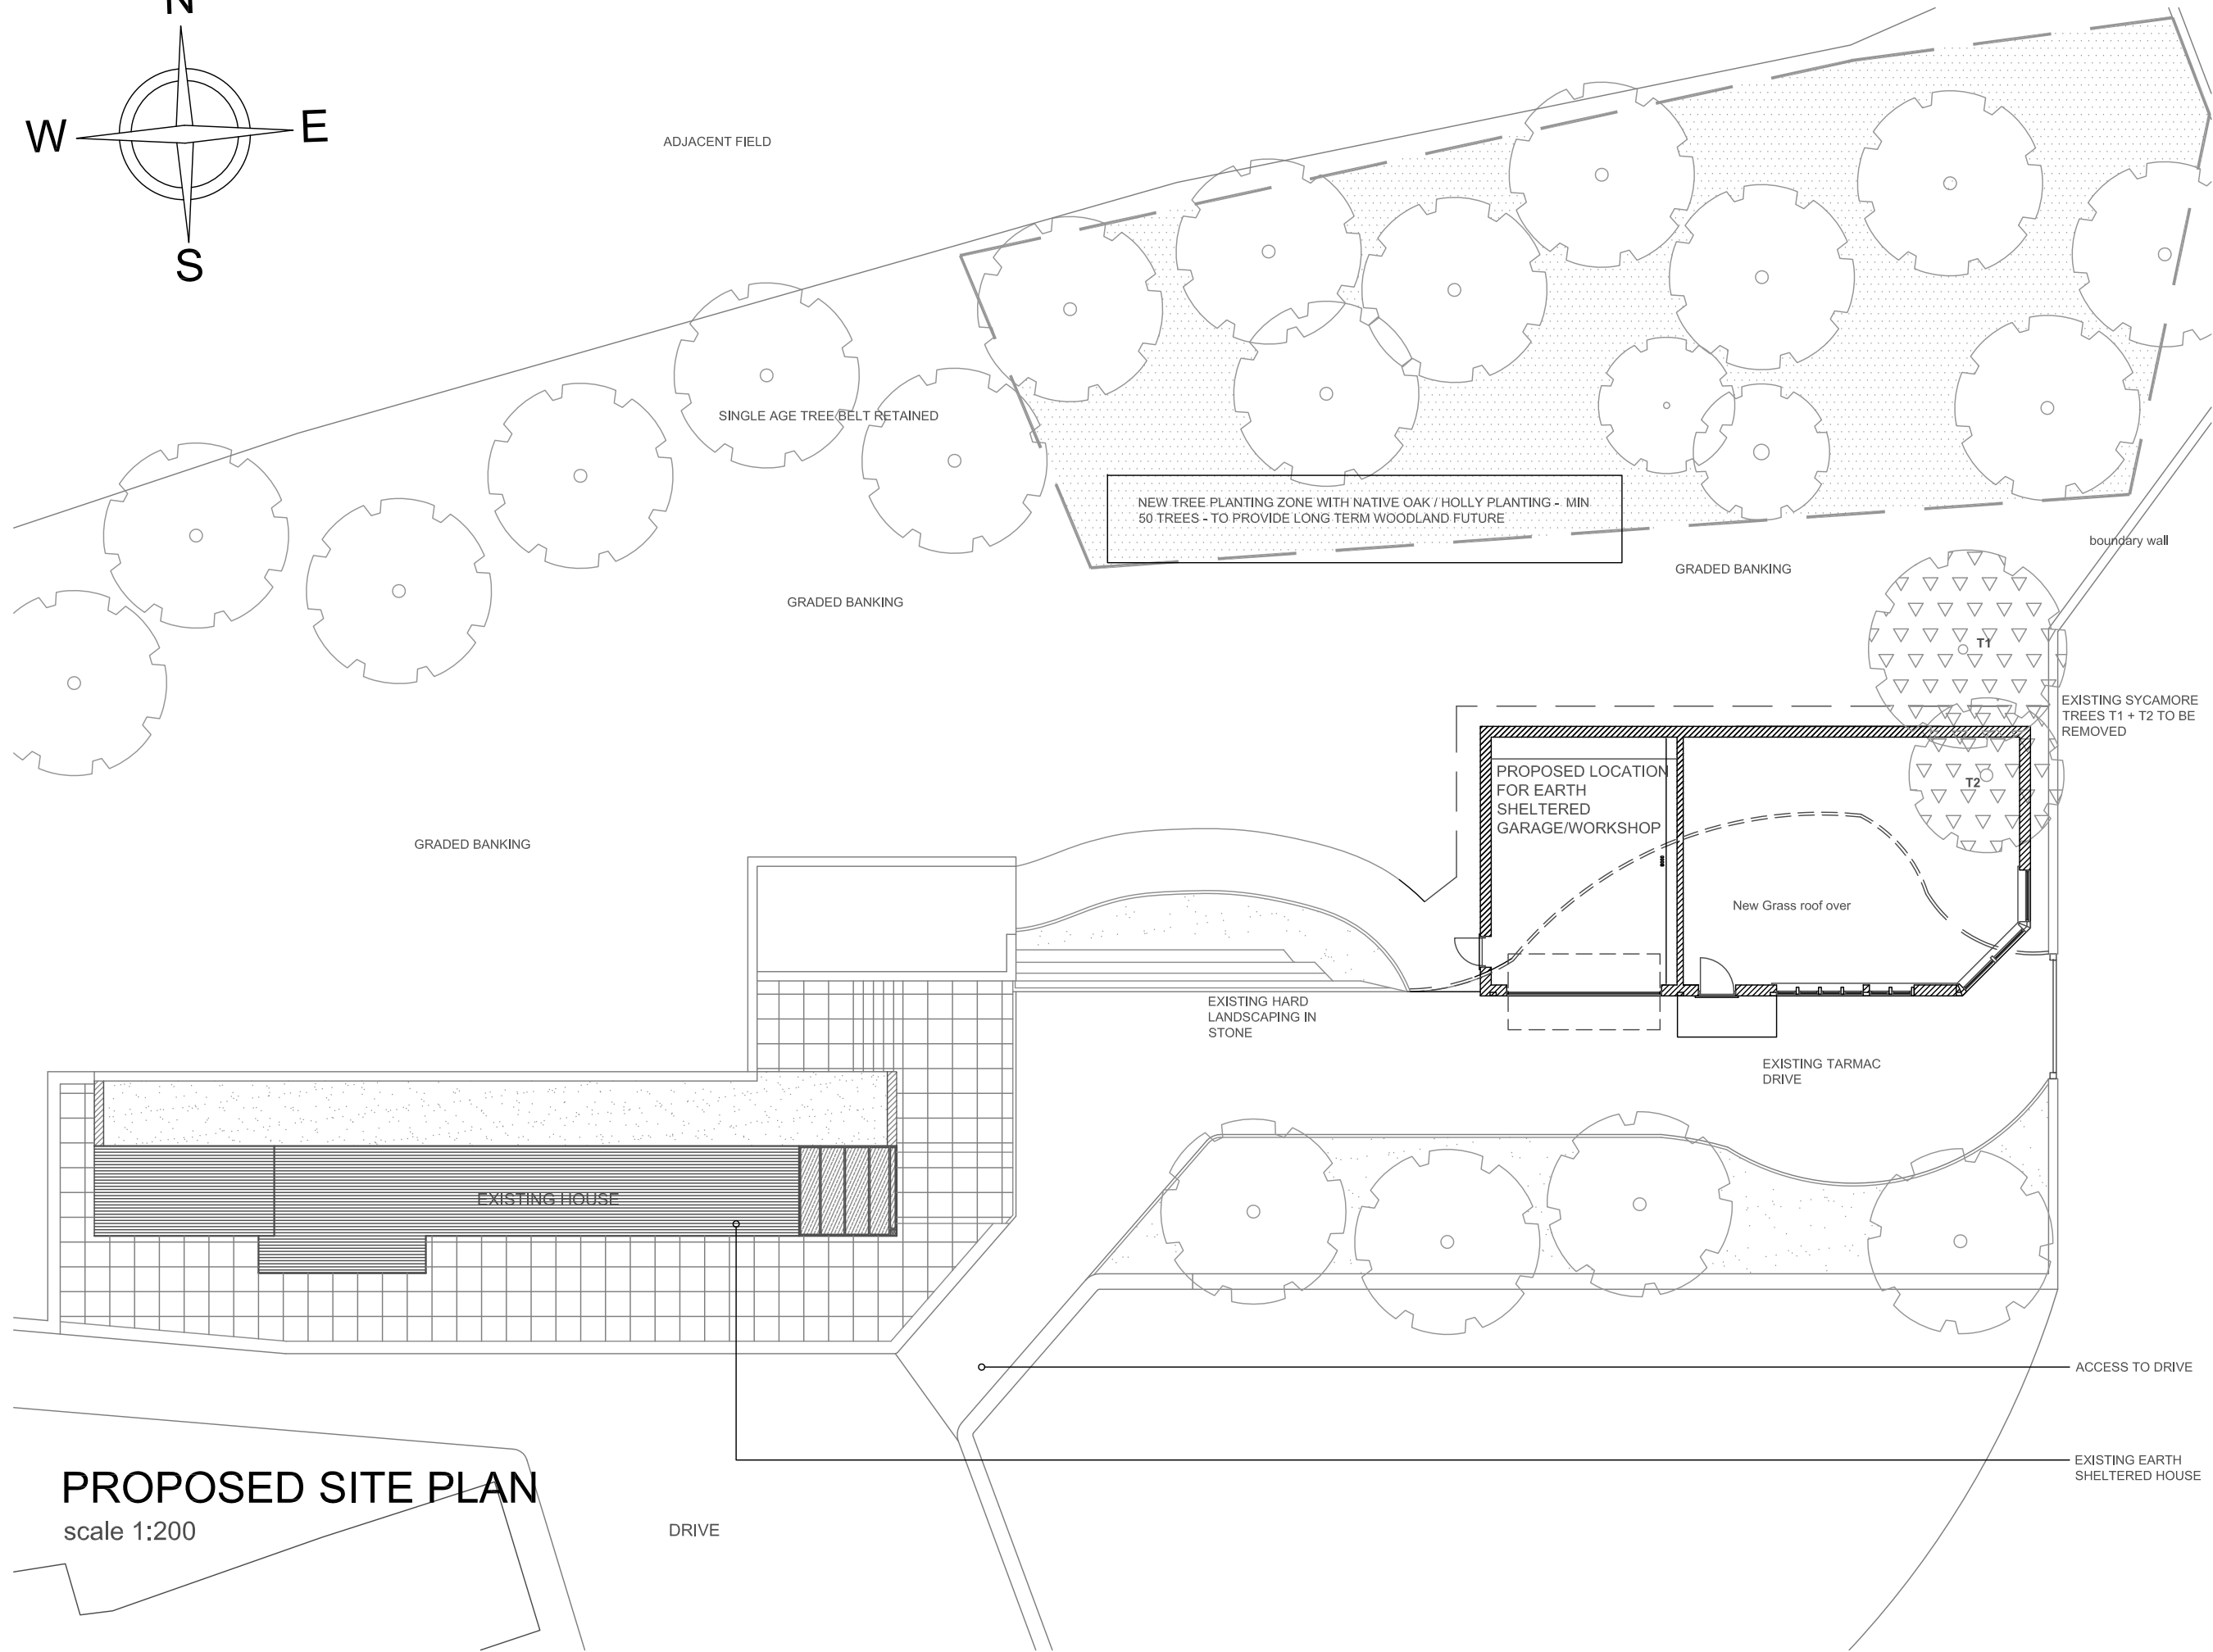 N
W
E
S
ADJACENT FIELD
SINGLE AGE TREE BELT RETAINED
NEW TREE PLANTING ZONE WITH NATIVE OAK / HOLLY PLANTING - MIN
50 TREES - TO PROVIDE LONG TERM WOODLAND FUTURE
boundary wall
GRADED BANKING
GRADED BANKING
T1
EXISTING SYCAMORE
TREES T1 + T2 TO BE
REMOVED
PROPOSED LOCATION
FOR EARTH
SHELTERED
GARAGE/WORKSHOP
T2
GRADED BANKING
New Grass roof over
EXISTING HARD
LANDSCAPING IN
STONE
EXISTING TARMAC
DRIVE
EXISTING HOUSE
ACCESS TO DRIVE
EXISTING EARTH
SHELTERED HOUSE
PROPOSED SITE PLAN
scale 1:200
DRIVE